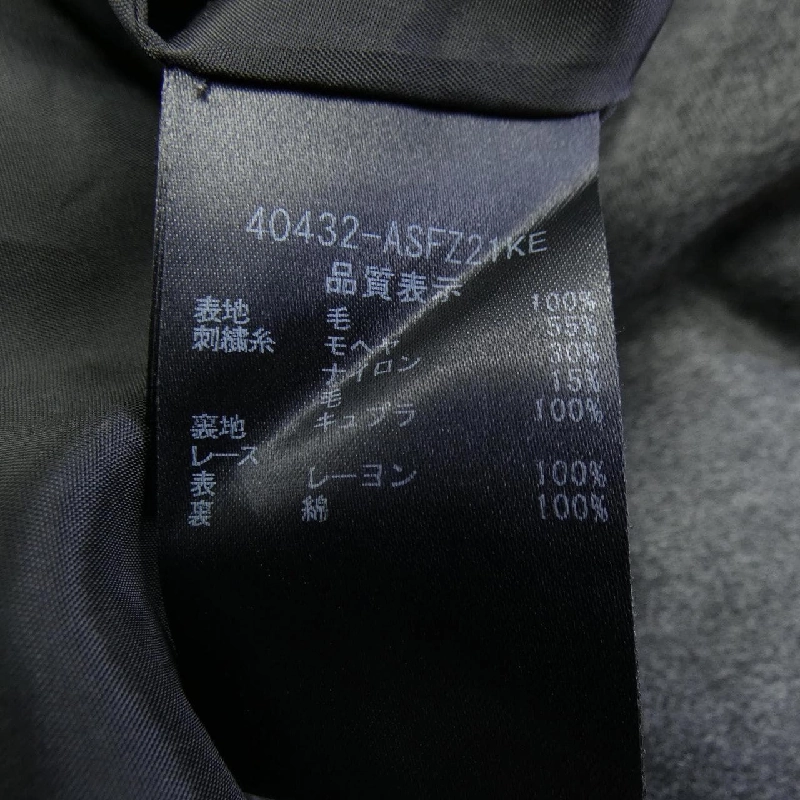 40432-ASFZ21KE
品質表示
表地 毛 100%
刺繍糸 モヘヤ 55%
ナイロン 30%
毛 15%
裏地 キュプラ 100%
レース
表 レーヨン 100%
裏 綿 100%